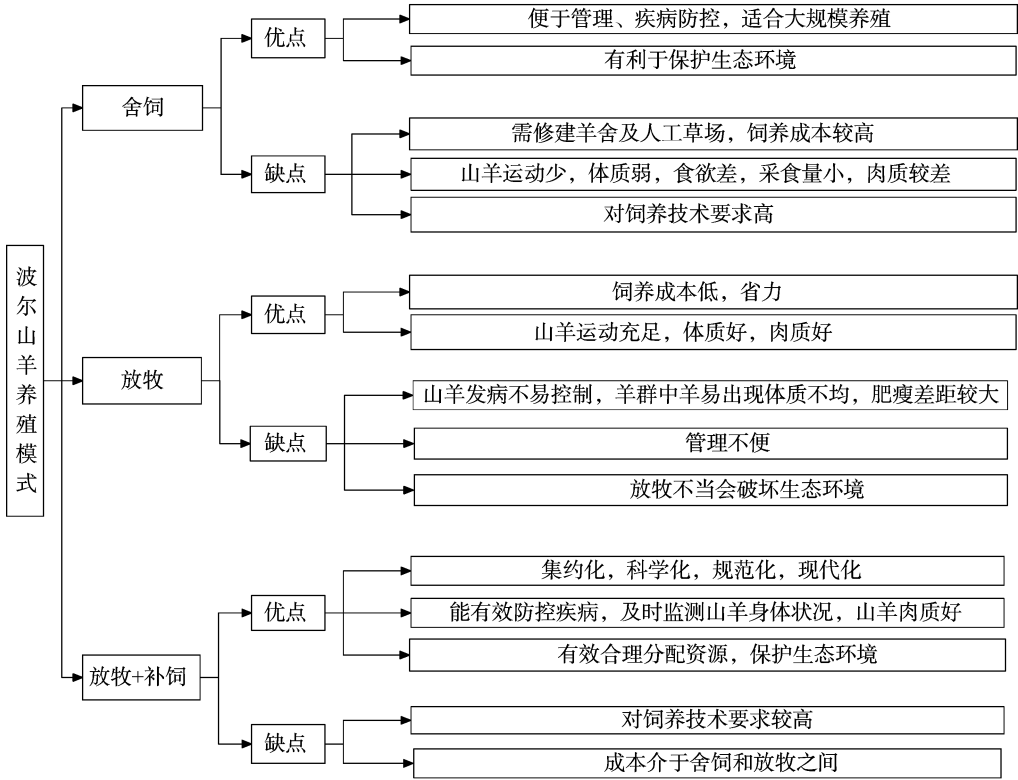 波尔山羊养殖模式
舍饲
优点
便于管理、疾病防控，适合大规模养殖
有利于保护生态环境
缺点
需修建羊舍及人工草场，饲养成本较高
山羊运动少，体质弱，食欲差，采食量小，肉质较差
对饲养技术要求高
放牧
优点
饲养成本低，省力
山羊运动充足，体质好，肉质好
缺点
山羊发病不易控制，羊群中羊易出现体质不均，肥瘦差距较大
管理不便
放牧不当会破坏生态环境
放牧+补饲
优点
集约化，科学化，规范化，现代化
能有效防控疾病，及时监测山羊身体状况，山羊肉质好
有效合理分配资源，保护生态环境
缺点
对饲养技术要求较高
成本介于舍饲和放牧之间